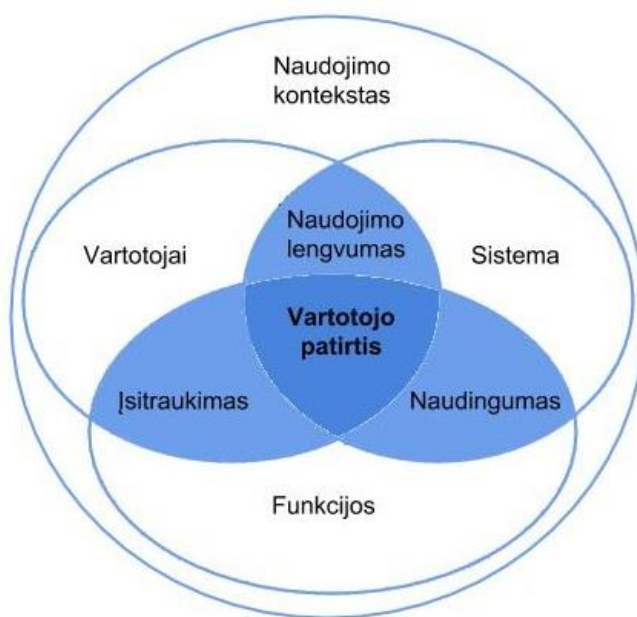 Naudojimo
kontekstas
Naudojimo
lengvumas
Vartotojai
Sistema
Vartotojo
patirtis
Įsitraukimas
Naudingumas
Funkcijos